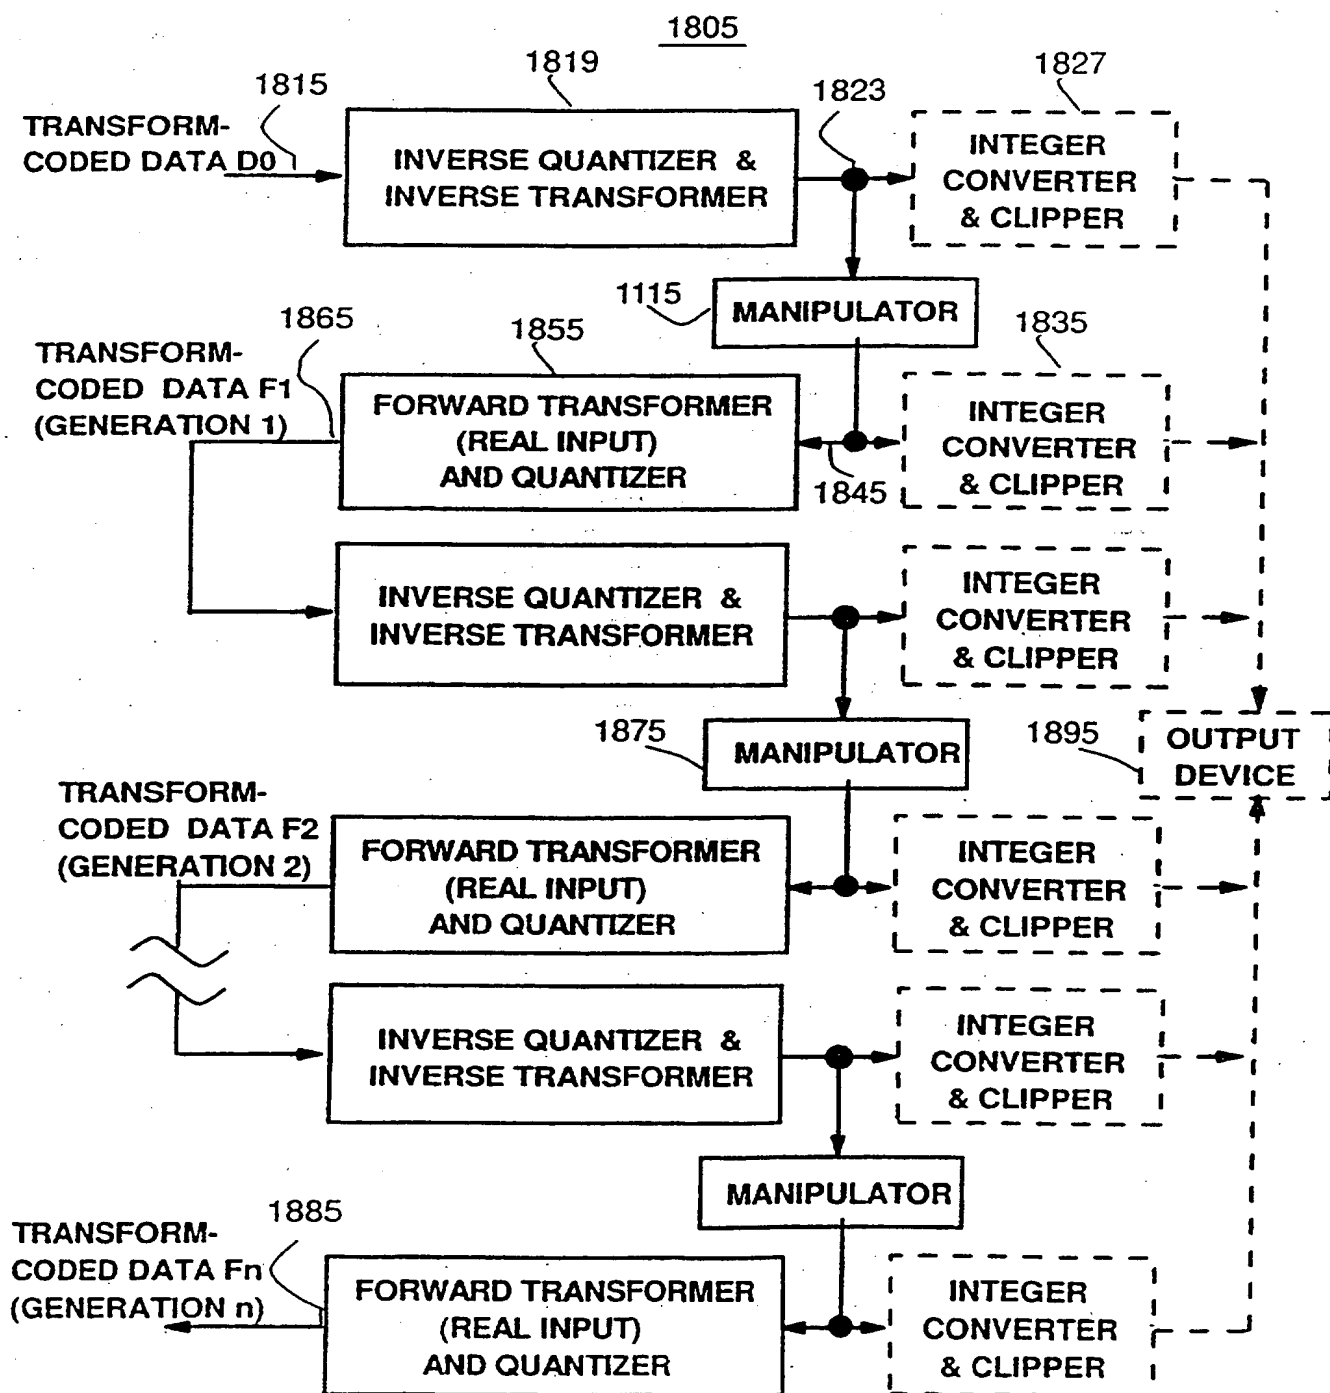 1805
1815
1819
1823
1827
TRANSFORM-
CODED DATA D0
INVERSE QUANTIZER &
INVERSE TRANSFORMER
INTEGER
CONVERTER
& CLIPPER
1115
MANIPULATOR
1865
1855
1835
TRANSFORM-
CODED DATA F1
(GENERATION 1)
FORWARD TRANSFORMER
(REAL INPUT)
AND QUANTIZER
1845
INTEGER
CONVERTER
& CLIPPER
INVERSE QUANTIZER &
INVERSE TRANSFORMER
INTEGER
CONVERTER
& CLIPPER
1875
MANIPULATOR
1895
OUTPUT
DEVICE
TRANSFORM-
CODED DATA F2
(GENERATION 2)
FORWARD TRANSFORMER
(REAL INPUT)
AND QUANTIZER
INTEGER
CONVERTER
& CLIPPER
INVERSE QUANTIZER &
INVERSE TRANSFORMER
INTEGER
CONVERTER
& CLIPPER
MANIPULATOR
1885
TRANSFORM-
CODED DATA Fn
(GENERATION n)
FORWARD TRANSFORMER
(REAL INPUT)
AND QUANTIZER
INTEGER
CONVERTER
& CLIPPER